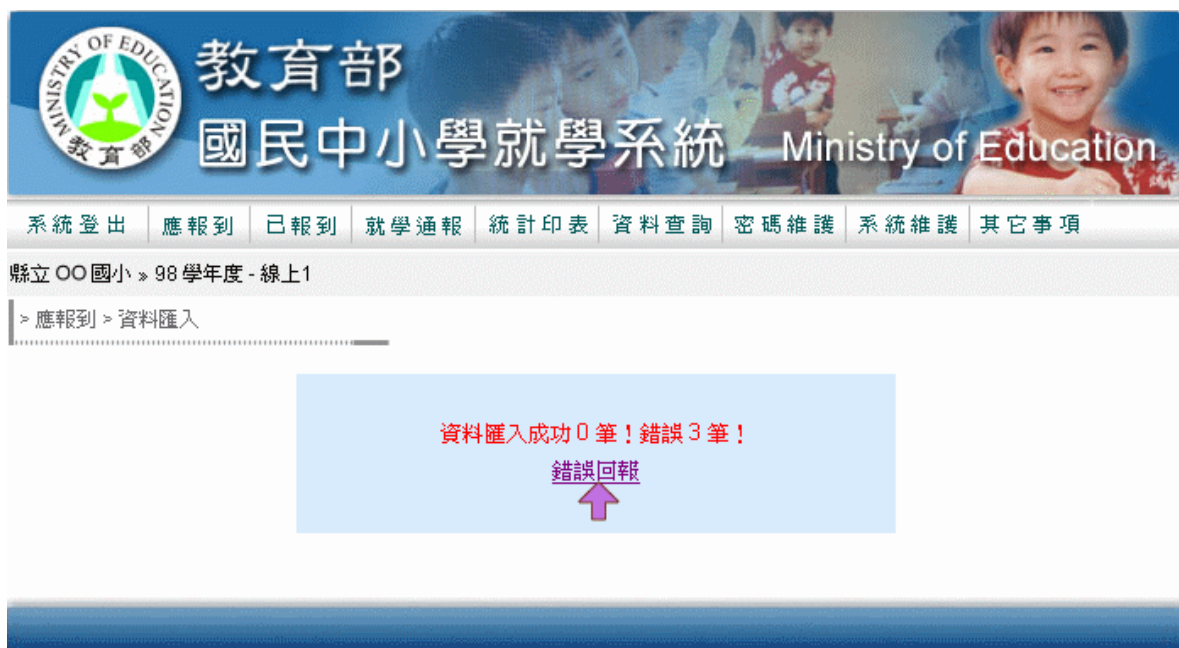 MINISTRY OF EDUCATION
教育部
教育部
國民中小學就學系統 Ministry of Education
系統登出 應報到 已報到 就學通報 統計印表 資料查詢 密碼維護 系統維護 其它事項
縣立 OO 國小 » 98 學年度 - 線上1
> 應報到 > 資料匯入
資料匯入成功 0 筆！錯誤 3 筆！
錯誤回報